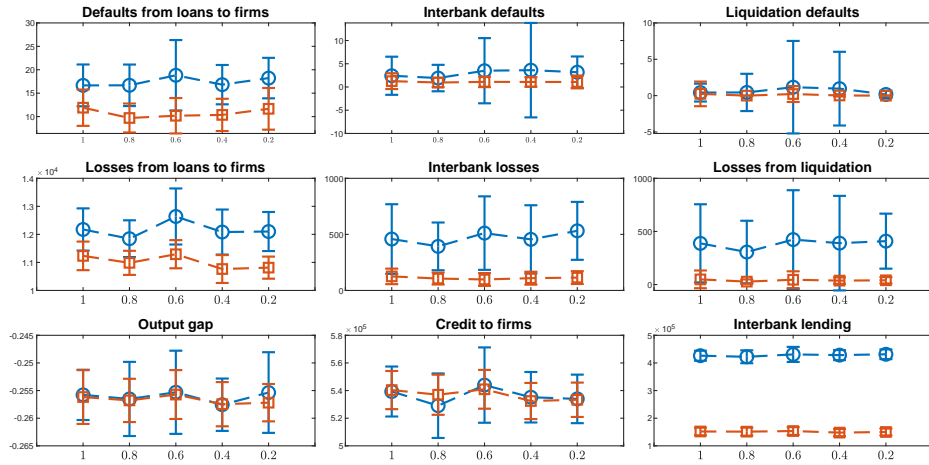 Defaults from loans to firms
30
25
20
15
10
1 0.8 0.6 0.4 0.2
Interbank defaults
10
5
0
-5
-10
1 0.8 0.6 0.4 0.2
Liquidation defaults
10
5
0
-5
1 0.8 0.6 0.4 0.2
Losses from loans to firms
× 10⁴
1.4
1.3
1.2
1.1
1
1 0.8 0.6 0.4 0.2
Interbank losses
1000
500
0
1 0.8 0.6 0.4 0.2
Losses from liquidation
1000
500
0
1 0.8 0.6 0.4 0.2
Output gap
-0.245
-0.25
-0.255
-0.26
-0.265
1 0.8 0.6 0.4 0.2
Credit to firms
× 10⁵
5.8
5.6
5.4
5.2
5
1 0.8 0.6 0.4 0.2
Interbank lending
× 10⁵
5
4
3
2
1
1 0.8 0.6 0.4 0.2